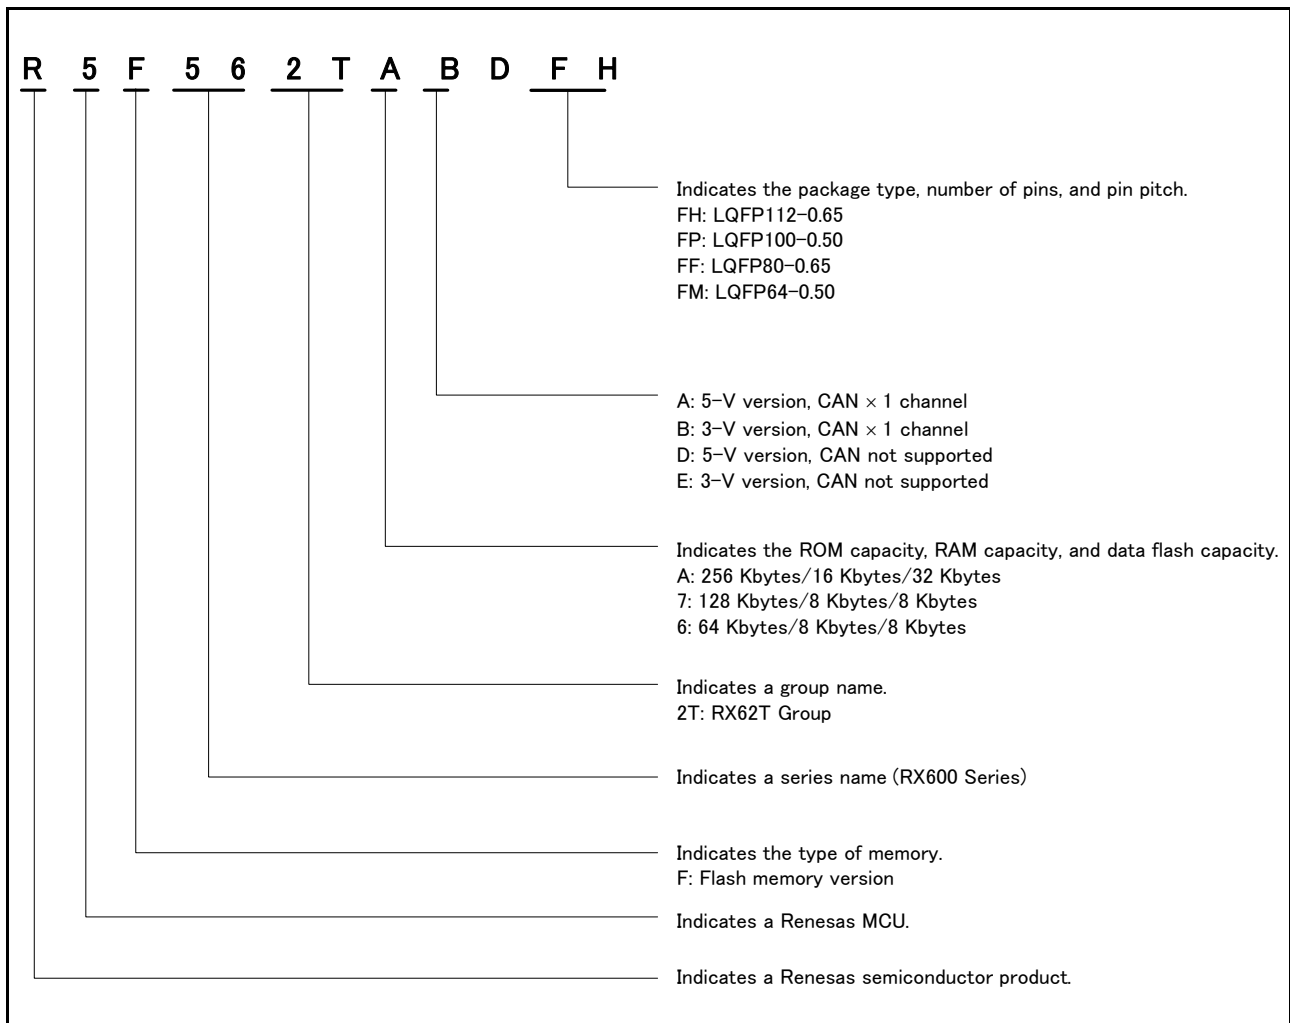 R 5 F 5 6 2 T A B D F H
Indicates the package type, number of pins, and pin pitch.
FH: LQFP112-0.65
FP: LQFP100-0.50
FF: LQFP80-0.65
FM: LQFP64-0.50
A: 5-V version, CAN × 1 channel
B: 3-V version, CAN × 1 channel
D: 5-V version, CAN not supported
E: 3-V version, CAN not supported
Indicates the ROM capacity, RAM capacity, and data flash capacity.
A: 256 Kbytes/16 Kbytes/32 Kbytes
7: 128 Kbytes/8 Kbytes/8 Kbytes
6: 64 Kbytes/8 Kbytes/8 Kbytes
Indicates a group name.
2T: RX62T Group
Indicates a series name (RX600 Series)
Indicates the type of memory.
F: Flash memory version
Indicates a Renesas MCU.
Indicates a Renesas semiconductor product.